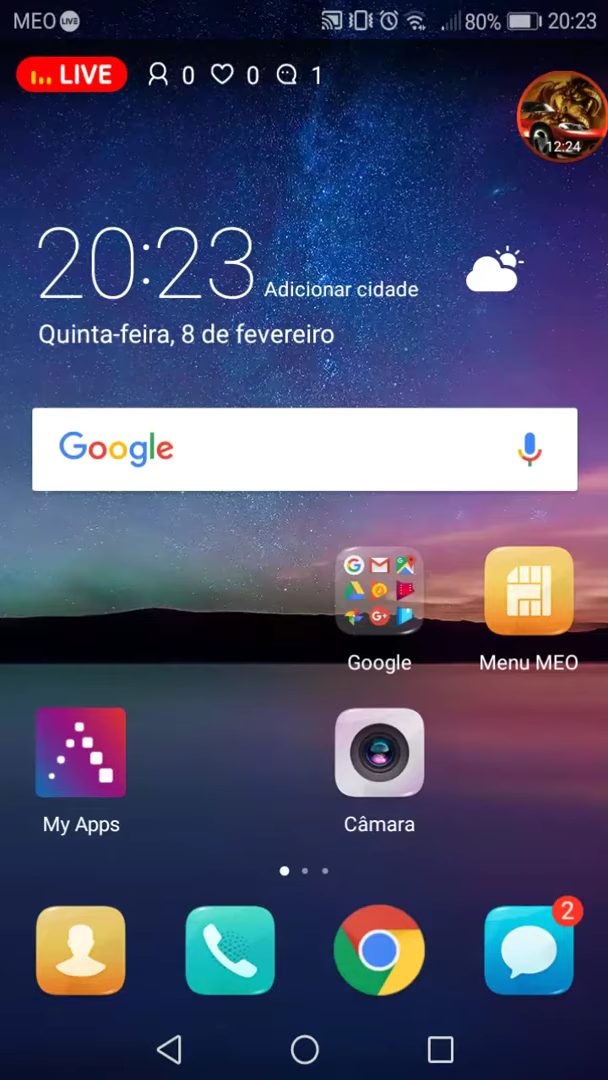 MEO LIVE 80% 20:23
LIVE 0 0 1
12:24
20:23 Adicionar cidade
Quinta-feira, 8 de fevereiro
Google
Google Menu MEO
My Apps Câmara
2